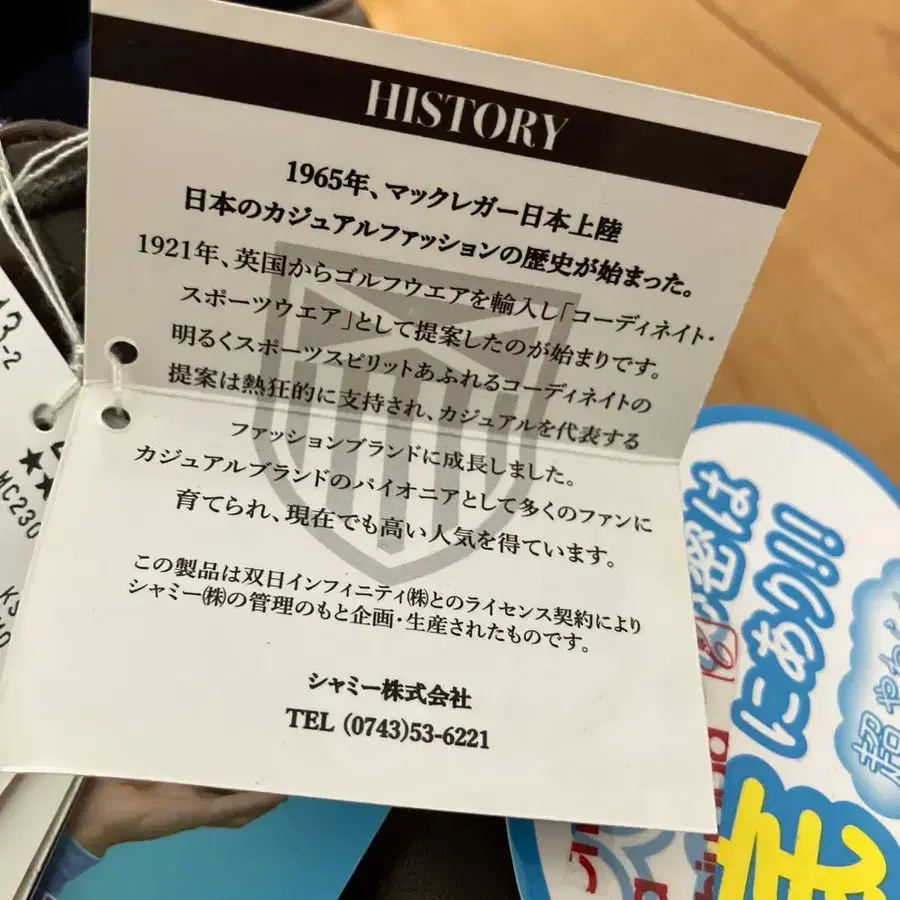 HISTORY
1965年、マックレガー日本上陸
日本のカジュアルファッションの歴史が始まった。
1921年、英国からゴルフウエアを輸入し「コーディネイト・
スポーツウエア」として提案したのが始まりです。
明るくスポーツスピリットあふれるコーディネイトの
提案は熱狂的に支持され、カジュアルを代表する
ファッションブランドに成長しました。
カジュアルブランドのパイオニアとして多くのファンに
育てられ、現在でも高い人気を得ています。
この製品は双日インフィニティ㈱とのライセンス契約により
シャミー㈱の管理のもと企画・生産されたものです。
シャミー株式会社
TEL (0743)53-6221
13-2
★
★★
MC230
密は
にあり!!
超やわ